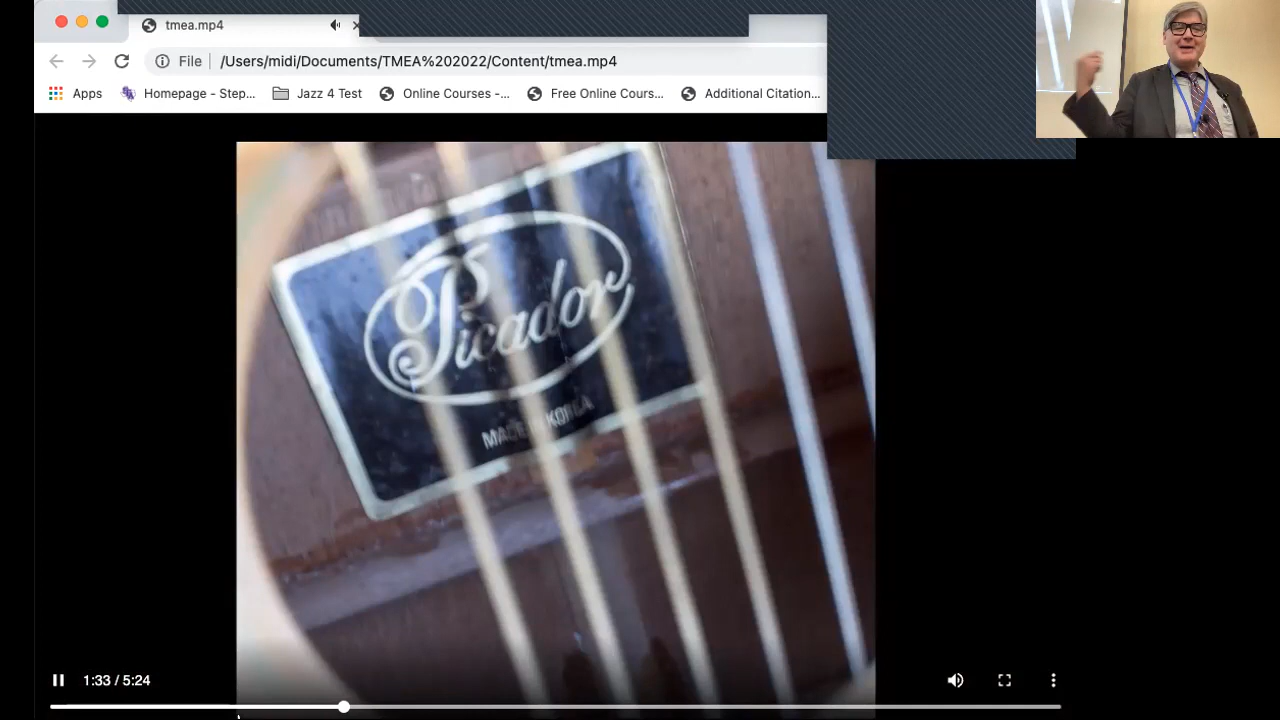 tmea.mp4
File /Users/midi/Documents/TMEA%202022/Content/tmea.mp4
Apps Homepage - Step... Jazz 4 Test Online Courses -... Free Online Cours... Additional Citation...
Picador
MADE IN KOREA
1:33 / 5:24